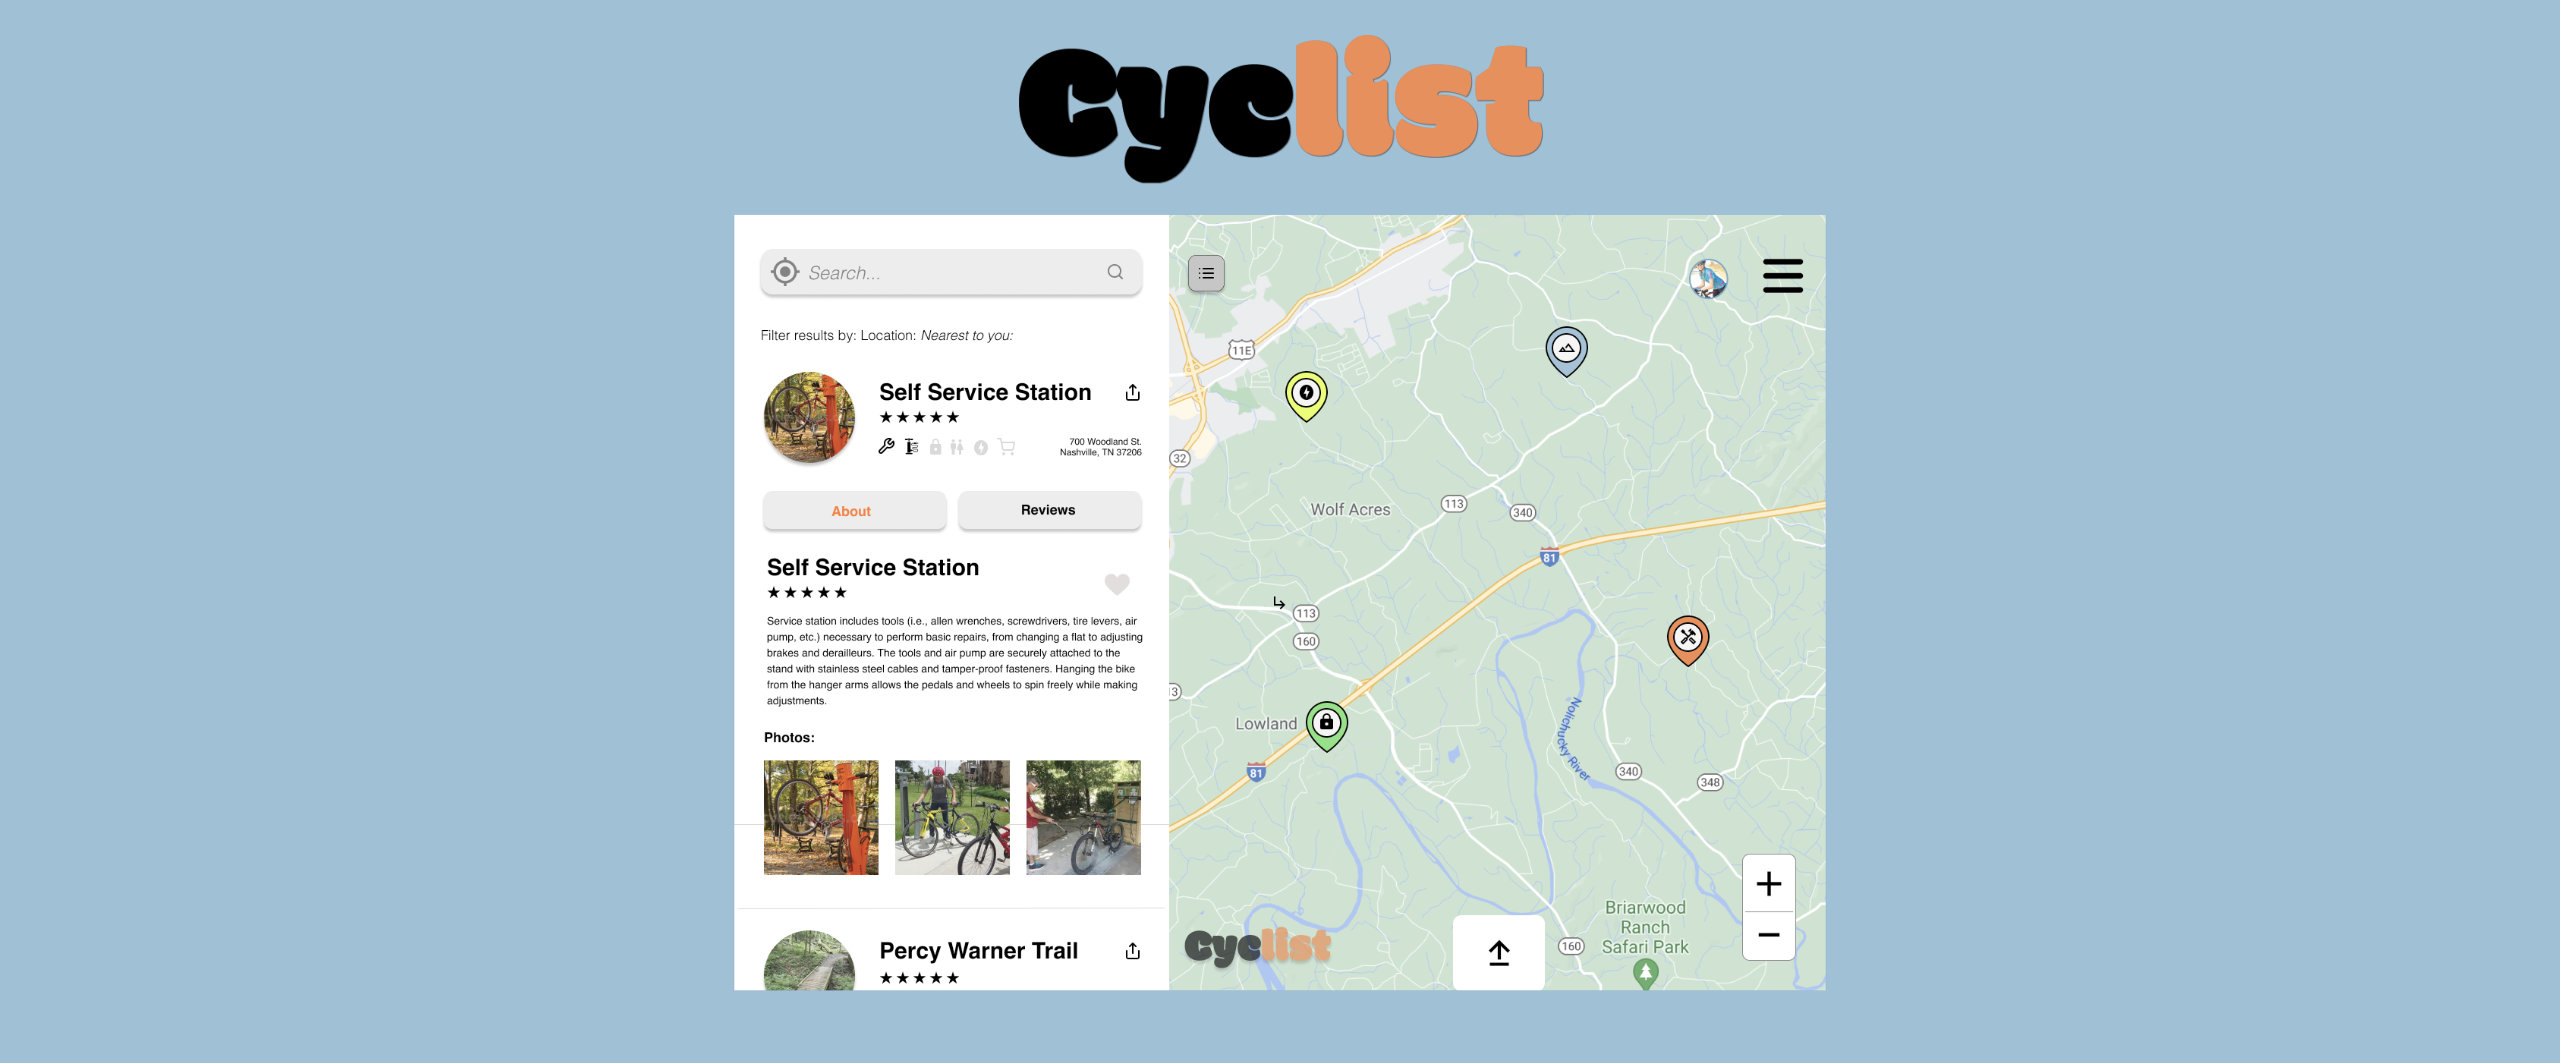 Cyclist
Search...
Filter results by: Location: Nearest to you:
Self Service Station
★★★★★
700 Woodland St.
Nashville, TN 37206
About
Reviews
Self Service Station
★★★★★
Service station includes tools (i.e., allen wrenches, screwdrivers, tire levers, air
pump, etc.) necessary to perform basic repairs, from changing a flat to adjusting
brakes and derailleurs. The tools and air pump are securely attached to the
stand with stainless steel cables and tamper-proof fasteners. Hanging the bike
from the hanger arms allows the pedals and wheels to spin freely while making
adjustments.
Photos:
Percy Warner Trail
★★★★★
11E
32
Wolf Acres
113
340
81
113
160
3
Lowland
81
Nolichucky River
340
348
Briarwood
Ranch
Safari Park
160
Cyclist
+
−